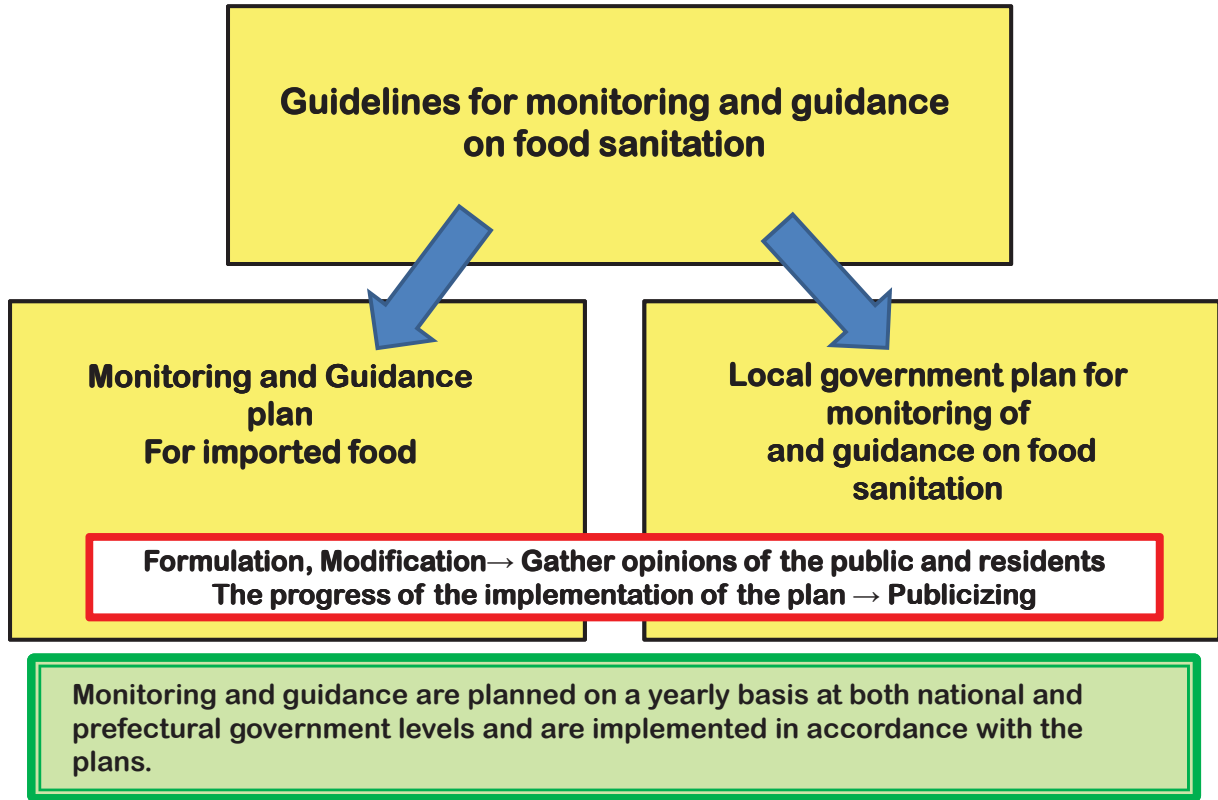 Guidelines for monitoring and guidance
on food sanitation
Monitoring and Guidance
plan
For imported food
Local government plan for
monitoring of
and guidance on food
sanitation
Formulation, Modification→ Gather opinions of the public and residents
The progress of the implementation of the plan → Publicizing
Monitoring and guidance are planned on a yearly basis at both national and
prefectural government levels and are implemented in accordance with the
plans.